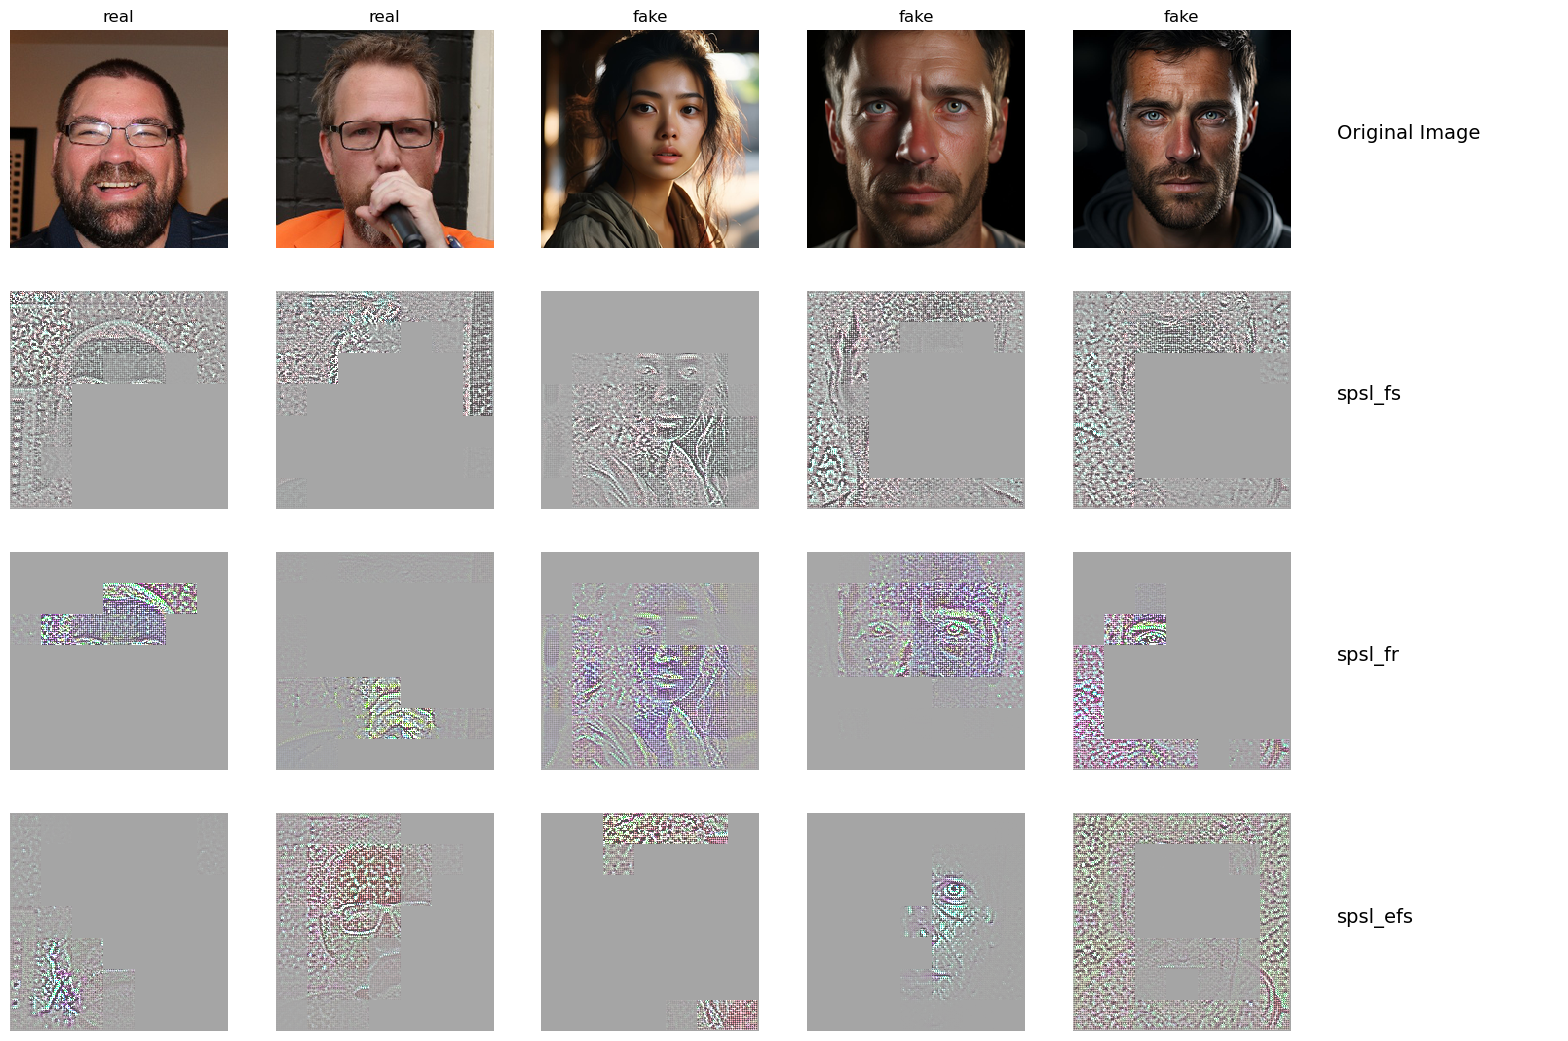 real
real
fake
fake
fake
Original Image
spsl_fs
spsl_fr
spsl_efs